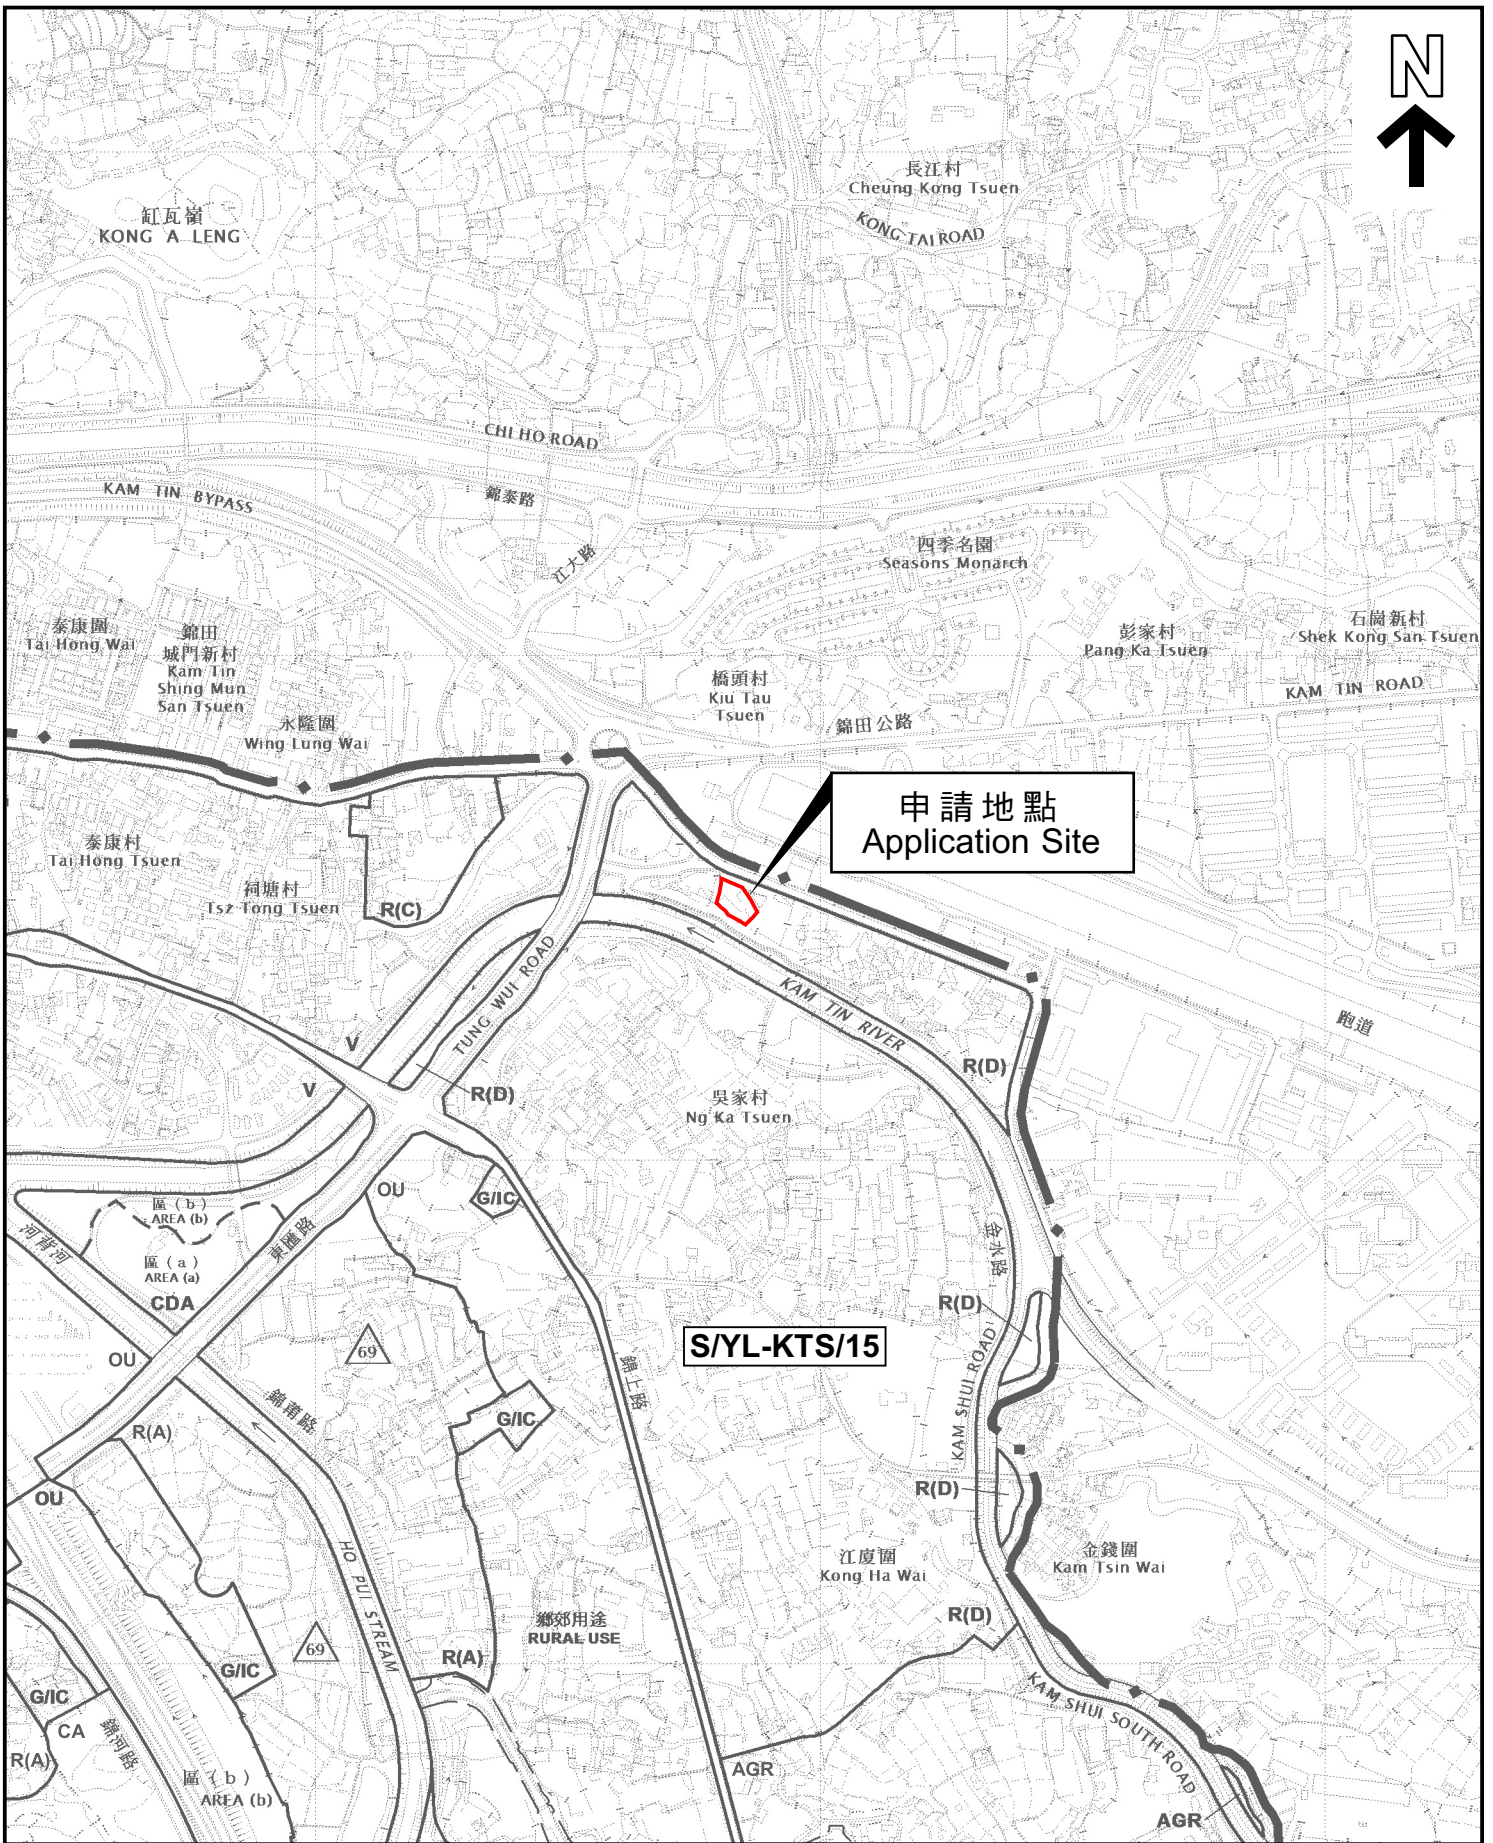 N
長江村
Cheung Kong Tsuen
KONG TAI ROAD
缸瓦嶺
KONG A LENG
CHI HO ROAD
KAM TIN BYPASS
錦泰路
江大路
四季名園
Seasons Monarch
泰康圍
Tai Hong Wai
錦田
城門新村
Kam Tin
Shing Mun
San Tsuen
彭家村
Pang Ka Tsuen
石崗新村
Shek Kong San Tsuen
橋頭村
Kiu Tau
Tsuen
KAM TIN ROAD
錦田公路
永隆圍
Wing Lung Wai
申請地點
Application Site
泰康村
Tai Hong Tsuen
祠塘村
Tsz Tong Tsuen
R(C)
TUNG WUI ROAD
KAM TIN RIVER
跑道
V
V
R(D)
R(D)
吳家村
Ng Ka Tsuen
OU
G/IC
區 ( b )
AREA (b)
河背河
東匯路
區 ( a )
AREA (a)
CDA
金水路
R(D)
S/YL-KTS/15
69
OU
錦上路
KAM SHUI ROAD
錦莆路
G/IC
R(A)
OU
R(D)
HO PUI STREAM
江廈圍
Kong Ha Wai
金錢圍
Kam Tsin Wai
鄉郊用途
RURAL USE
R(D)
69
R(A)
G/IC
G/IC
CA
錦河路
KAM SHUI SOUTH ROAD
R(A)
區 ( b )
AREA (b)
AGR
AGR